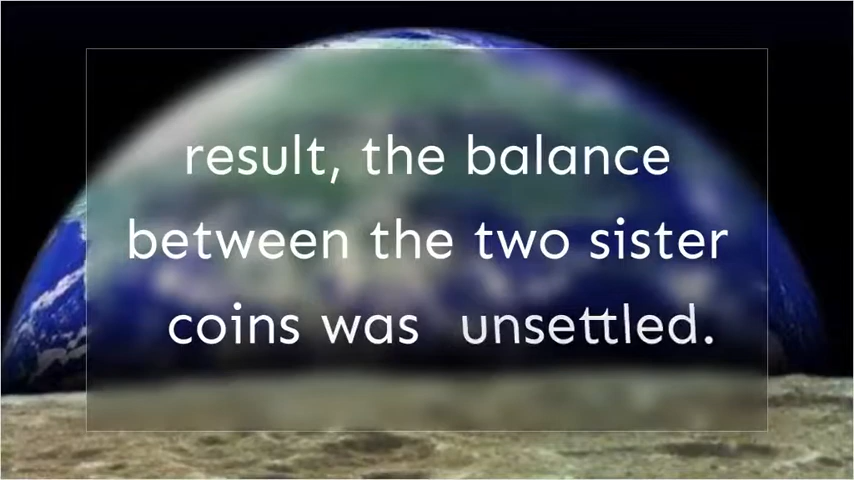 result, the balance
between the two sister
coins was unsettled.